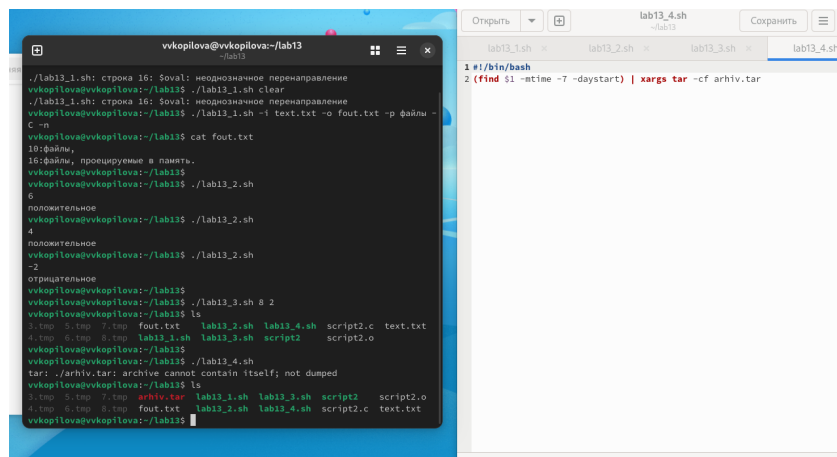 vvkopilova@vvkopilova:~/lab13
~/lab13
./lab13_1.sh: строка 16: $oval: неоднозначное перенаправление
vvkopilova@vvkopilova:~/lab13$ ./lab13_1.sh clear
./lab13_1.sh: строка 16: $oval: неоднозначное перенаправление
vvkopilova@vvkopilova:~/lab13$ ./lab13_1.sh -i text.txt -o fout.txt -p файлы -
C -n
vvkopilova@vvkopilova:~/lab13$ cat fout.txt
10:файлы,
16:файлы, проецируемые в память.
vvkopilova@vvkopilova:~/lab13$
vvkopilova@vvkopilova:~/lab13$ ./lab13_2.sh
6
положительное
vvkopilova@vvkopilova:~/lab13$ ./lab13_2.sh
4
положительное
vvkopilova@vvkopilova:~/lab13$ ./lab13_2.sh
-2
отрицательное
vvkopilova@vvkopilova:~/lab13$
vvkopilova@vvkopilova:~/lab13$ ./lab13_3.sh 8 2
vvkopilova@vvkopilova:~/lab13$ ls
3.tmp 5.tmp 7.tmp fout.txt lab13_2.sh lab13_4.sh script2.c text.txt
4.tmp 6.tmp 8.tmp lab13_1.sh lab13_3.sh script2 script2.o
vvkopilova@vvkopilova:~/lab13$
vvkopilova@vvkopilova:~/lab13$ ./lab13_4.sh
tar: ./arhiv.tar: archive cannot contain itself; not dumped
vvkopilova@vvkopilova:~/lab13$ ls
3.tmp 5.tmp 7.tmp arhiv.tar lab13_1.sh lab13_3.sh script2 script2.o
4.tmp 6.tmp 8.tmp fout.txt lab13_2.sh lab13_4.sh script2.c text.txt
vvkopilova@vvkopilova:~/lab13$
Открыть lab13_4.sh Сохранить
~/lab13
lab13_1.sh × lab13_2.sh × lab13_3.sh × lab13_4.sh
1 #!/bin/bash
2 (find $1 -mtime -7 -daystart) | xargs tar -cf arhiv.tar